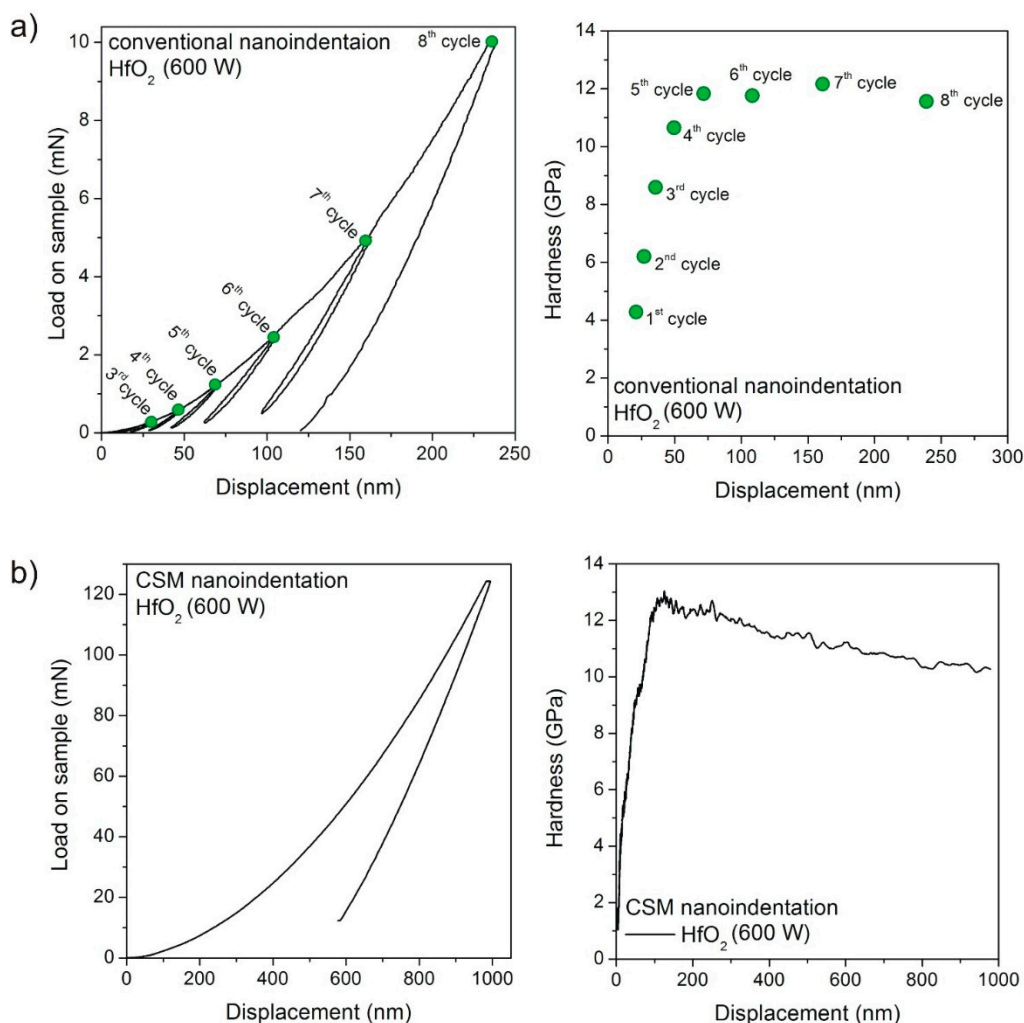 a)
conventional nanoindentaion
HfO₂ (600 W)
8ᵗʰ cycle
7ᵗʰ cycle
6ᵗʰ cycle
5ᵗʰ cycle
4ᵗʰ cycle
3ʳᵈ cycle
10
8
6
4
2
0
Load on sample (mN)
0 50 100 150 200 250
Displacement (nm)
14
12
10
8
6
4
2
0
Hardness (GPa)
5ᵗʰ cycle
6ᵗʰ cycle
7ᵗʰ cycle
8ᵗʰ cycle
4ᵗʰ cycle
3ʳᵈ cycle
2ⁿᵈ cycle
1ˢᵗ cycle
conventional nanoindentation
HfO₂ (600 W)
0 50 100 150 200 250 300
Displacement (nm)
b)
CSM nanoindentation
HfO₂ (600 W)
120
100
80
60
40
20
0
Load on sample (mN)
0 200 400 600 800 1000
Displacement (nm)
14
12
10
8
6
4
2
0
Hardness (GPa)
CSM nanoindentation
HfO₂ (600 W)
0 200 400 600 800 1000
Displacement (nm)